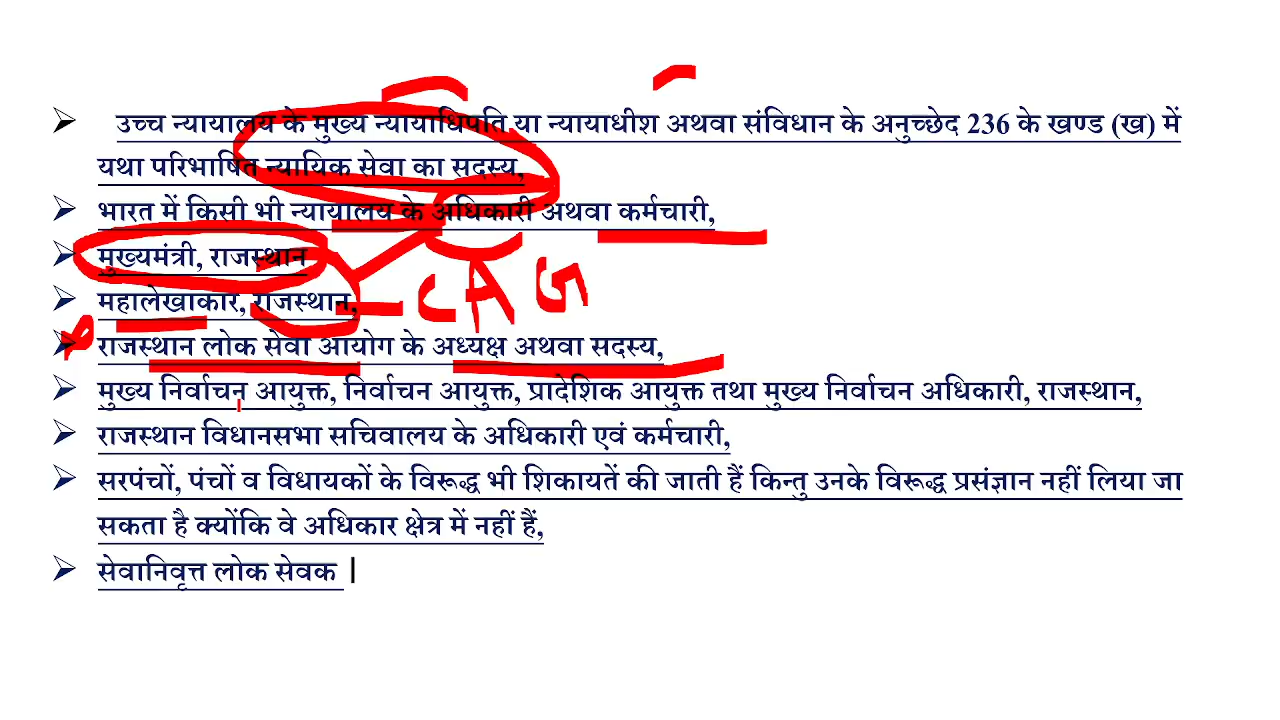 ➢ उच्च न्यायालय के मुख्य न्यायाधिपति या न्यायाधीश अथवा संविधान के अनुच्छेद 236 के खण्ड (ख) में
यथा परिभाषित न्यायिक सेवा का सदस्य,
➢ भारत में किसी भी न्यायालय के अधिकारी अथवा कर्मचारी,
➢ मुख्यमंत्री, राजस्थान
➢ महालेखाकार, राजस्थान, CAG
➢ राजस्थान लोक सेवा आयोग के अध्यक्ष अथवा सदस्य,
➢ मुख्य निर्वाचन आयुक्त, निर्वाचन आयुक्त, प्रादेशिक आयुक्त तथा मुख्य निर्वाचन अधिकारी, राजस्थान,
➢ राजस्थान विधानसभा सचिवालय के अधिकारी एवं कर्मचारी,
➢ सरपंचों, पंचों व विधायकों के विरूद्ध भी शिकायतें की जाती हैं किन्तु उनके विरूद्ध प्रसंज्ञान नहीं लिया जा
सकता है क्योंकि वे अधिकार क्षेत्र में नहीं हैं,
➢ सेवानिवृत्त लोक सेवक |